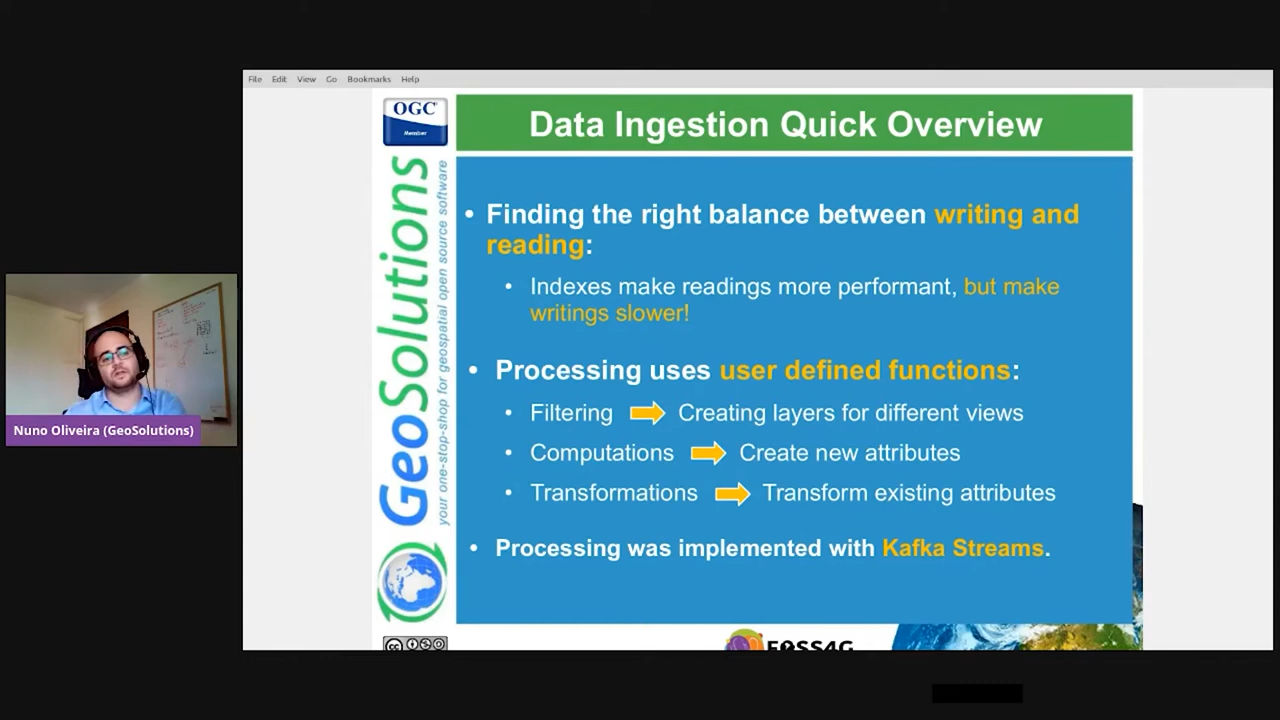 File Edit View Go Bookmarks Help
OGC
Member
Data Ingestion Quick Overview
GeoSolutions
your one-stop-shop for geospatial open source software
• Finding the right balance between writing and
reading:
• Indexes make readings more performant, but make
writings slower!
• Processing uses user defined functions:
• Filtering Creating layers for different views
• Computations Create new attributes
• Transformations Transform existing attributes
• Processing was implemented with Kafka Streams.
Nuno Oliveira (GeoSolutions)
FOSS4G